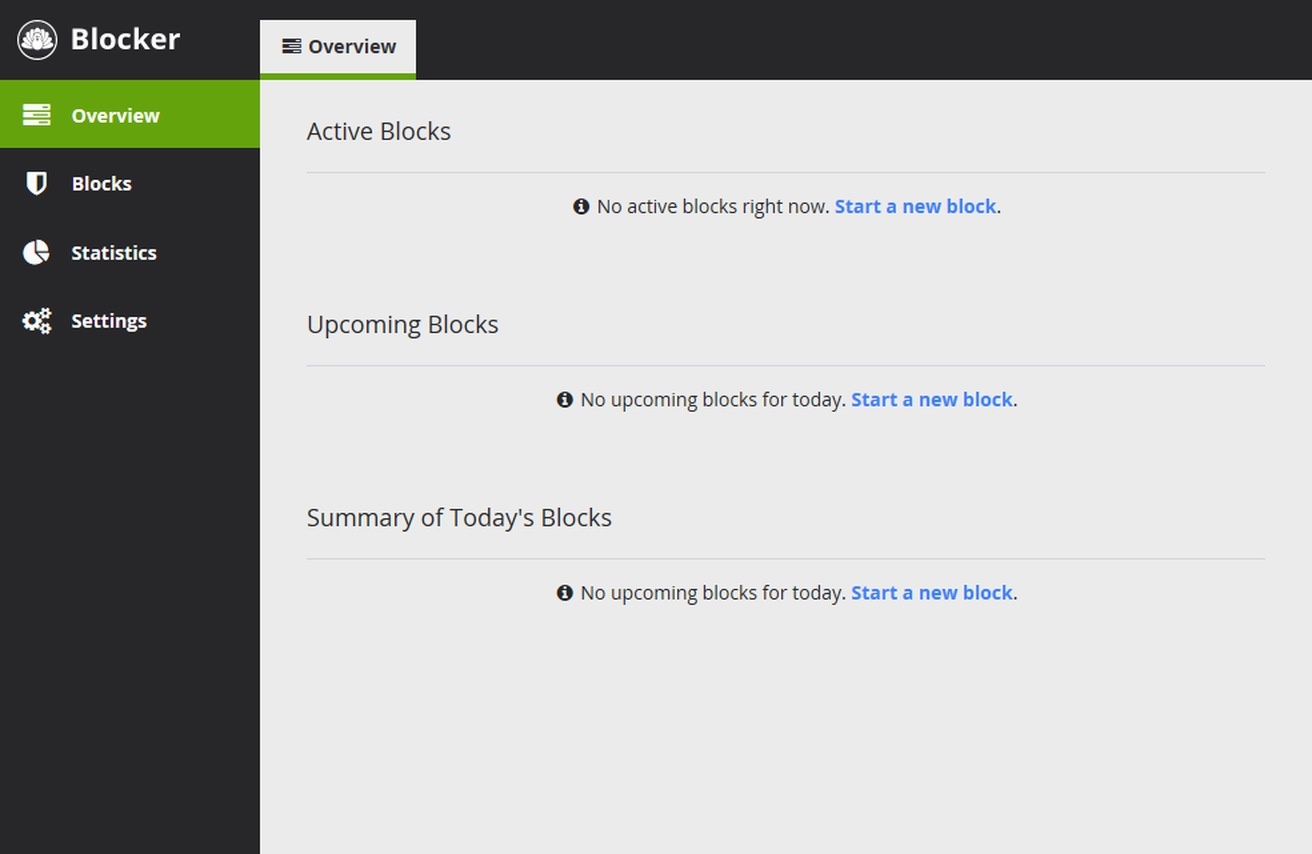 Blocker
Overview
Overview
Blocks
Statistics
Settings
Active Blocks
No active blocks right now. Start a new block.
Upcoming Blocks
No upcoming blocks for today. Start a new block.
Summary of Today's Blocks
No upcoming blocks for today. Start a new block.